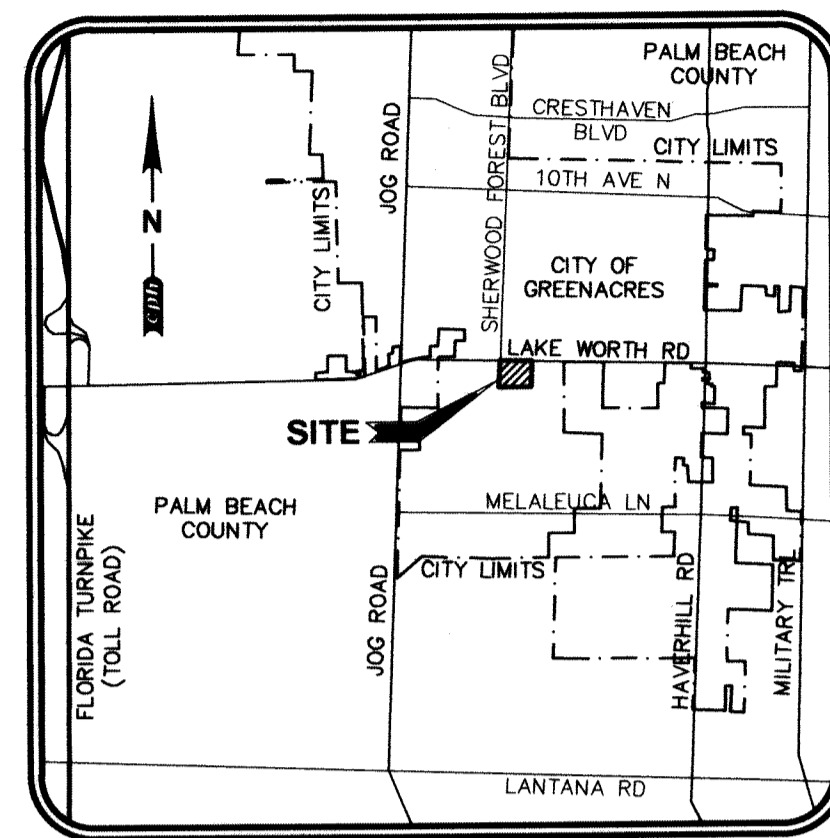 PALM BEACH
COUNTY
SHERWOOD FOREST BLVD
CRESTHAVEN
BLVD
CITY LIMITS
JOG ROAD
10TH AVE N
N
CITY LIMITS
CITY OF
GREENACRES
LAKE WORTH RD
SITE
PALM BEACH
COUNTY
MELALEUCA LN
CITY LIMITS
FLORIDA TURNPIKE
(TOLL ROAD)
JOG ROAD
HAVERHILL RD
MILITARY TRL
LANTANA RD